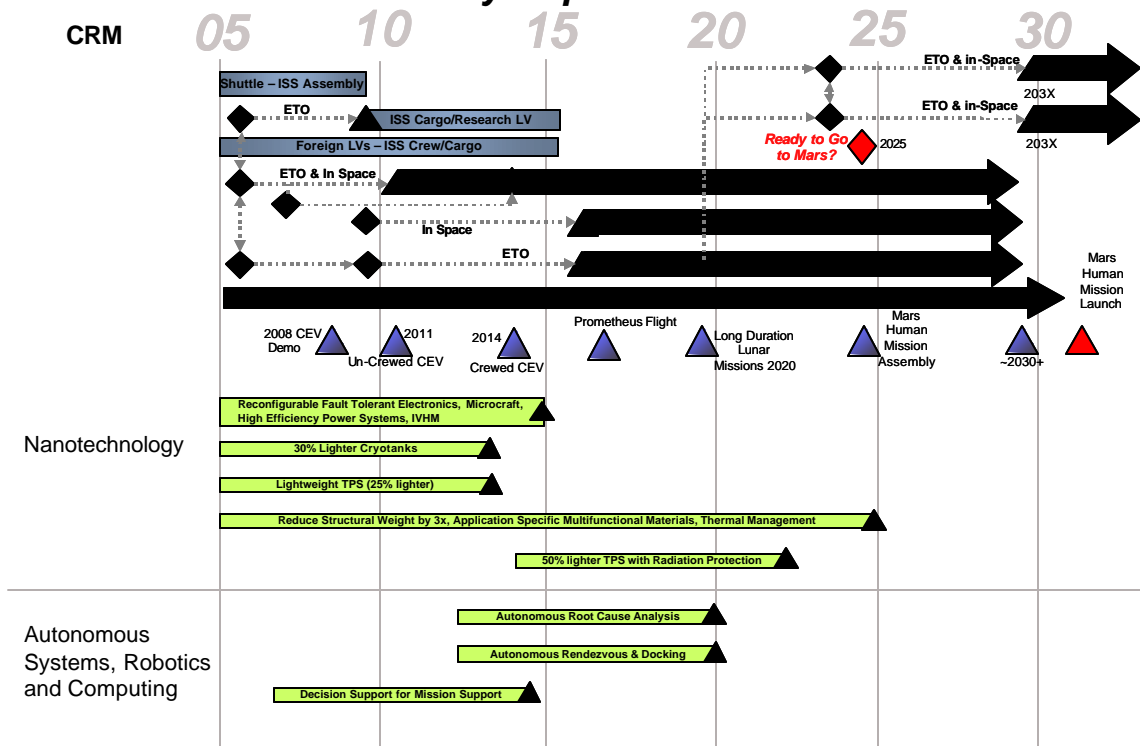 CRM
05 10 15 20 25 30
Shuttle – ISS Assembly
ETO & in-Space
203X
ETO
ISS Cargo/Research LV
ETO & in-Space
203X
Foreign LVs – ISS Crew/Cargo
Ready to Go
to Mars?
2025
ETO & In Space
In Space
ETO
Mars
Human
Mission
Launch
2008 CEV
Demo
2011
Un-Crewed CEV
2014
Crewed CEV
Prometheus Flight
Long Duration
Lunar
Missions 2020
Mars
Human
Mission
Assembly
~2030+
Nanotechnology
Reconfigurable Fault Tolerant Electronics, Microcraft,
High Efficiency Power Systems, IVHM
30% Lighter Cryotanks
Lightweight TPS (25% lighter)
Reduce Structural Weight by 3x, Application Specific Multifunctional Materials, Thermal Management
50% lighter TPS with Radiation Protection
Autonomous
Systems, Robotics
and Computing
Autonomous Root Cause Analysis
Autonomous Rendezvous & Docking
Decision Support for Mission Support